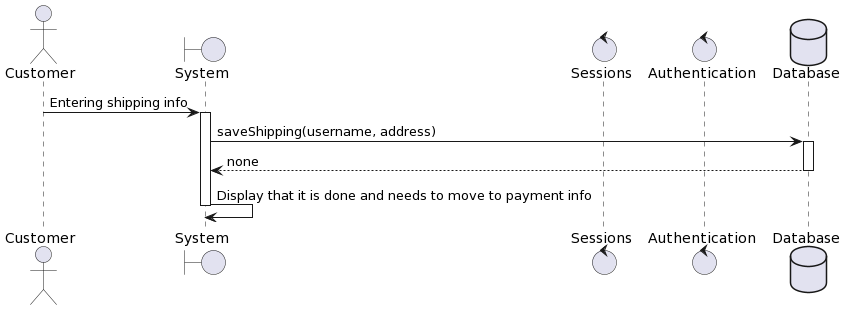 Customer
System
Sessions
Authentication
Database
Entering shipping info
saveShipping(username, address)
none
Display that it is done and needs to move to payment info
Customer
System
Sessions
Authentication
Database